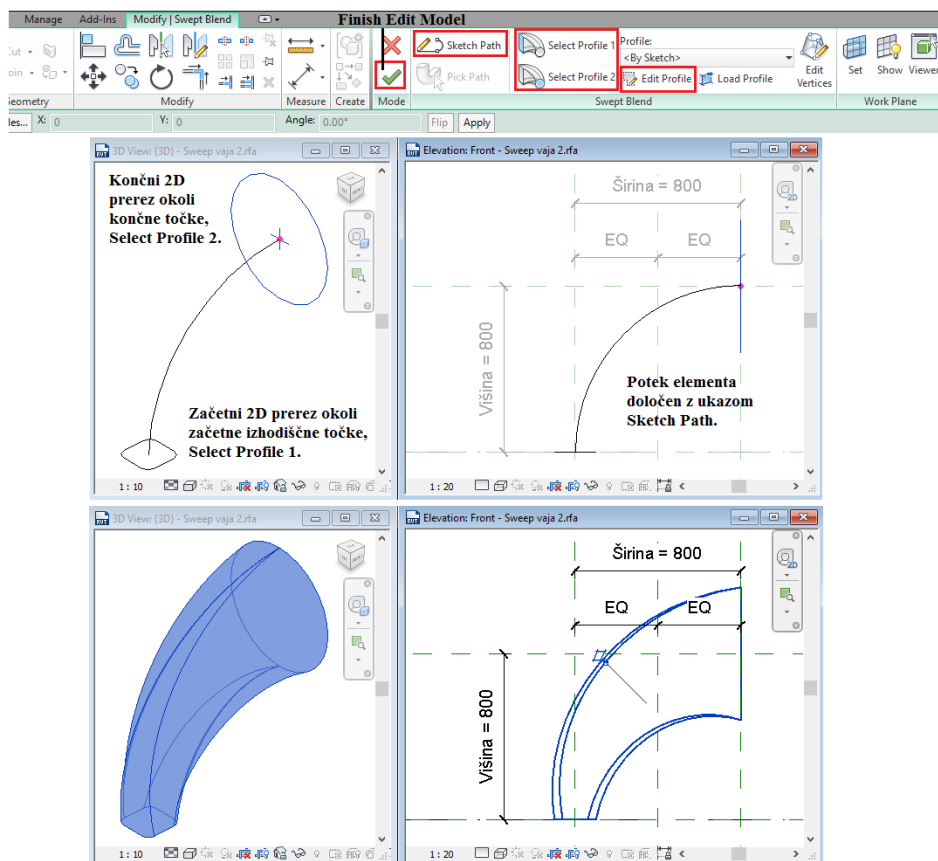 Manage Add-Ins Modify | Swept Blend Finish Edit Model
Cut
Join
Sketch Path
Pick Path
Select Profile 1
Select Profile 2
Profile:
<By Sketch>
Edit Profile Load Profile
Edit
Vertices
Set Show Viewer
Geometry Modify Measure Create Mode Swept Blend Work Plane
X: 0 Y: 0 Angle: 0.00° Flip Apply
3D View: {3D} - Sweep vaja 2.rfa
Končni 2D
prerez okoli
končne točke,
Select Profile 2.
Začetni 2D prerez okoli
začetne izhodiščne točke,
Select Profile 1.
1 : 10
Elevation: Front - Sweep vaja 2.rfa
Širina = 800
EQ EQ
Višina = 800
Potek elementa
določen z ukazom
Sketch Path.
2D
1 : 20
3D View: {3D} - Sweep vaja 2.rfa
1 : 10
Elevation: Front - Sweep vaja 2.rfa
Širina = 800
EQ EQ
Višina = 800
2D
1 : 20